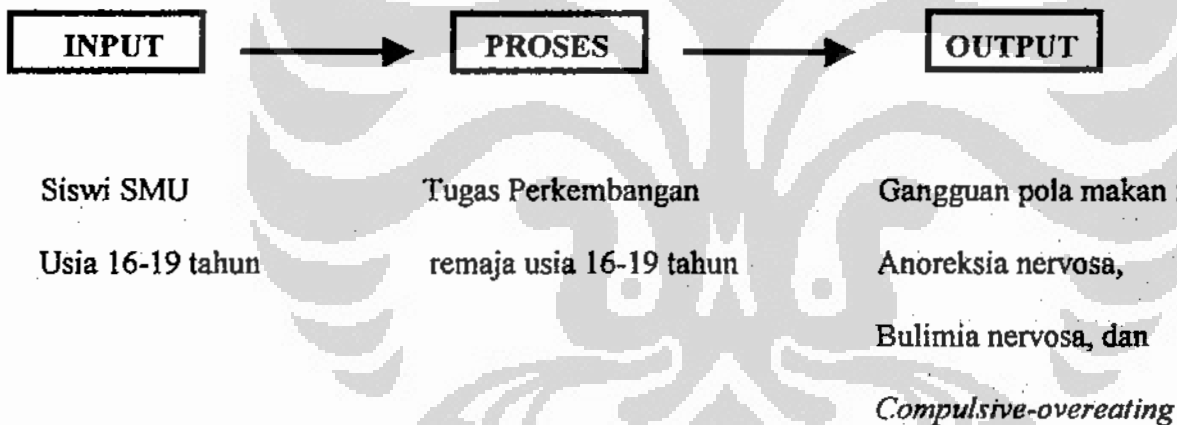 INPUT
PROSES
OUTPUT
Siswi SMU
Usia 16-19 tahun
Tugas Perkembangan
remaja usia 16-19 tahun
Gangguan pola makan :
Anoreksia nervosa,
Bulimia nervosa, dan
Compulsive-overeating